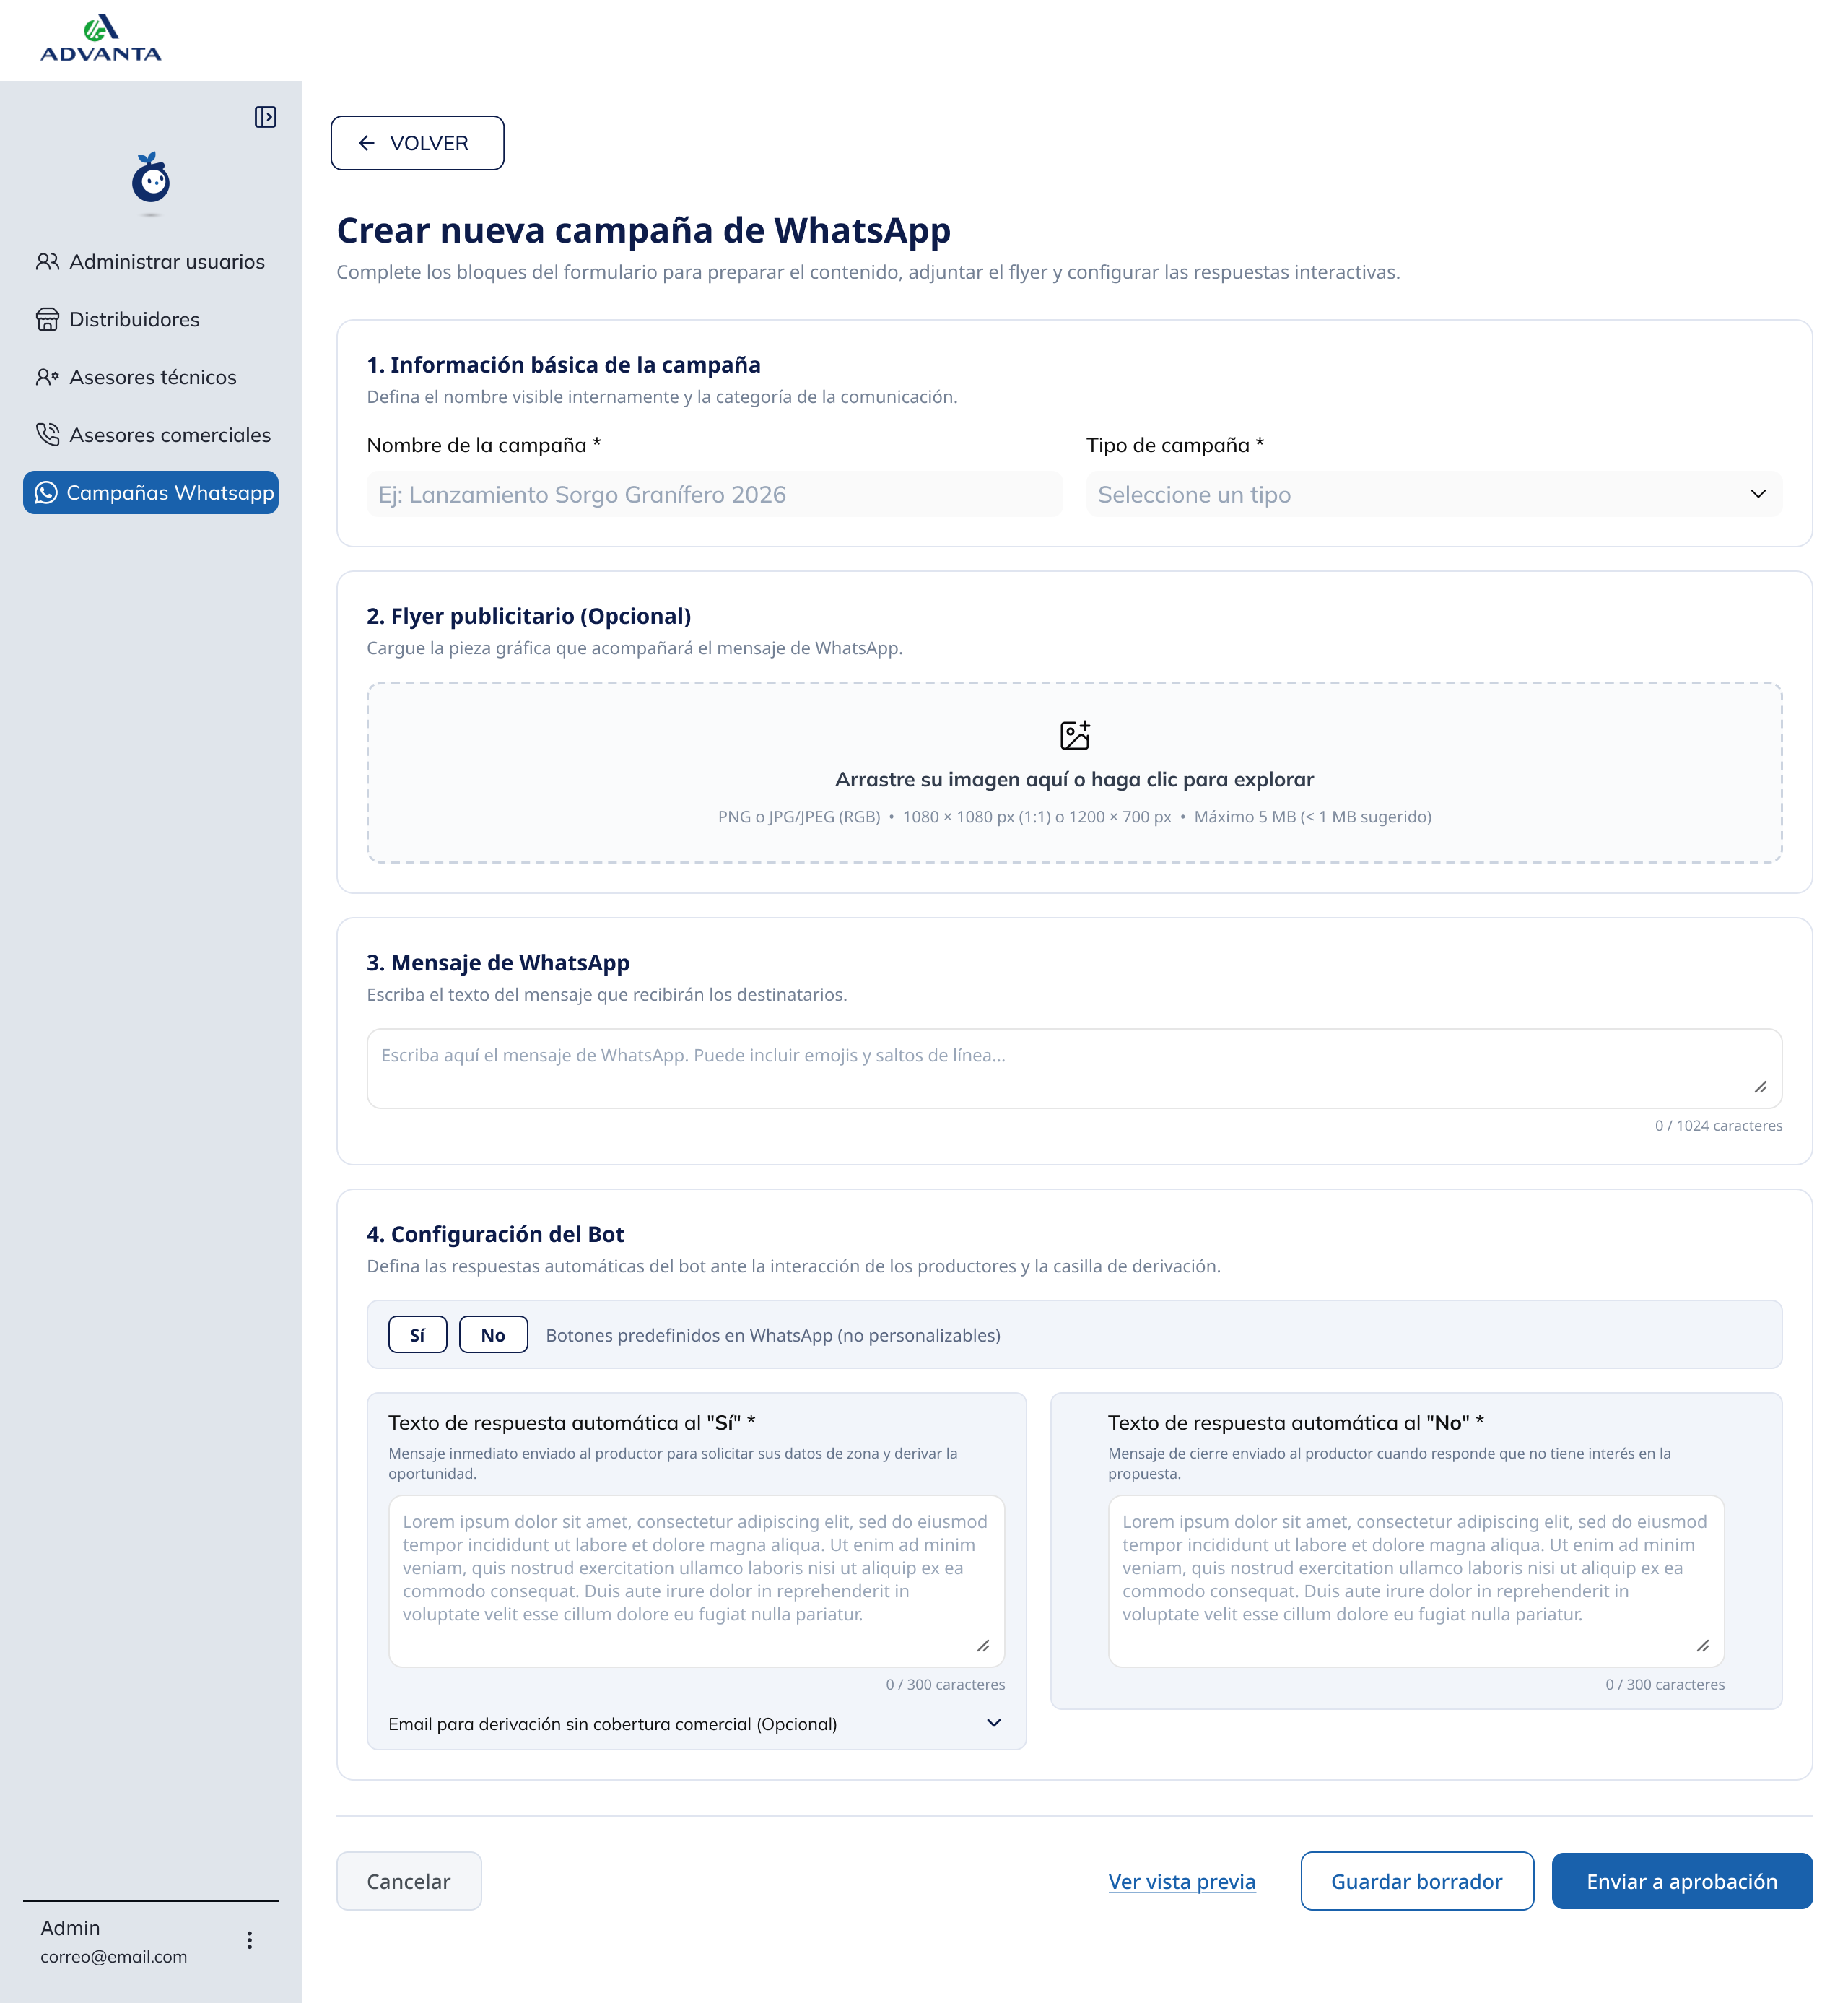 ADVANTA
Administrar usuarios
Distribuidores
Asesores técnicos
Asesores comerciales
Campañas Whatsapp
Admin
correo@email.com
VOLVER
Crear nueva campaña de WhatsApp
Complete los bloques del formulario para preparar el contenido, adjuntar el flyer y configurar las respuestas interactivas.
1. Información básica de la campaña
Defina el nombre visible internamente y la categoría de la comunicación.
Nombre de la campaña *
Ej: Lanzamiento Sorgo Granífero 2026
Tipo de campaña *
Seleccione un tipo
2. Flyer publicitario (Opcional)
Cargue la pieza gráfica que acompañará el mensaje de WhatsApp.
Arrastre su imagen aquí o haga clic para explorar
PNG o JPG/JPEG (RGB) • 1080 × 1080 px (1:1) o 1200 × 700 px • Máximo 5 MB (< 1 MB sugerido)
3. Mensaje de WhatsApp
Escriba el texto del mensaje que recibirán los destinatarios.
Escriba aquí el mensaje de WhatsApp. Puede incluir emojis y saltos de línea...
0 / 1024 caracteres
4. Configuración del Bot
Defina las respuestas automáticas del bot ante la interacción de los productores y la casilla de derivación.
Sí No Botones predefinidos en WhatsApp (no personalizables)
Texto de respuesta automática al "Sí" *
Mensaje inmediato enviado al productor para solicitar sus datos de zona y derivar la
oportunidad.
Lorem ipsum dolor sit amet, consectetur adipiscing elit, sed do eiusmod
tempor incididunt ut labore et dolore magna aliqua. Ut enim ad minim
veniam, quis nostrud exercitation ullamco laboris nisi ut aliquip ex ea
commodo consequat. Duis aute irure dolor in reprehenderit in
voluptate velit esse cillum dolore eu fugiat nulla pariatur.
0 / 300 caracteres
Email para derivación sin cobertura comercial (Opcional)
Texto de respuesta automática al "No" *
Mensaje de cierre enviado al productor cuando responde que no tiene interés en la
propuesta.
Lorem ipsum dolor sit amet, consectetur adipiscing elit, sed do eiusmod
tempor incididunt ut labore et dolore magna aliqua. Ut enim ad minim
veniam, quis nostrud exercitation ullamco laboris nisi ut aliquip ex ea
commodo consequat. Duis aute irure dolor in reprehenderit in
voluptate velit esse cillum dolore eu fugiat nulla pariatur.
0 / 300 caracteres
Cancelar
Ver vista previa
Guardar borrador
Enviar a aprobación